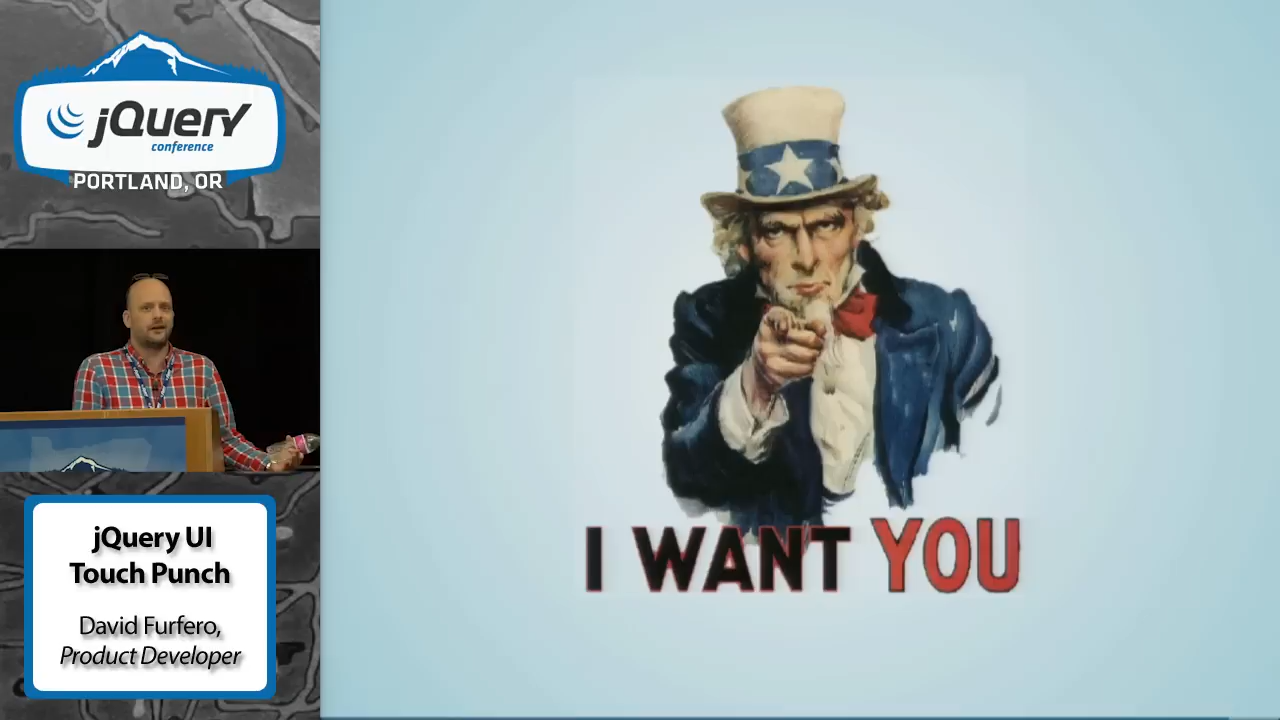 jQuery
conference
PORTLAND, OR
jQuery UI
Touch Punch
David Furfero,
Product Developer
I WANT YOU